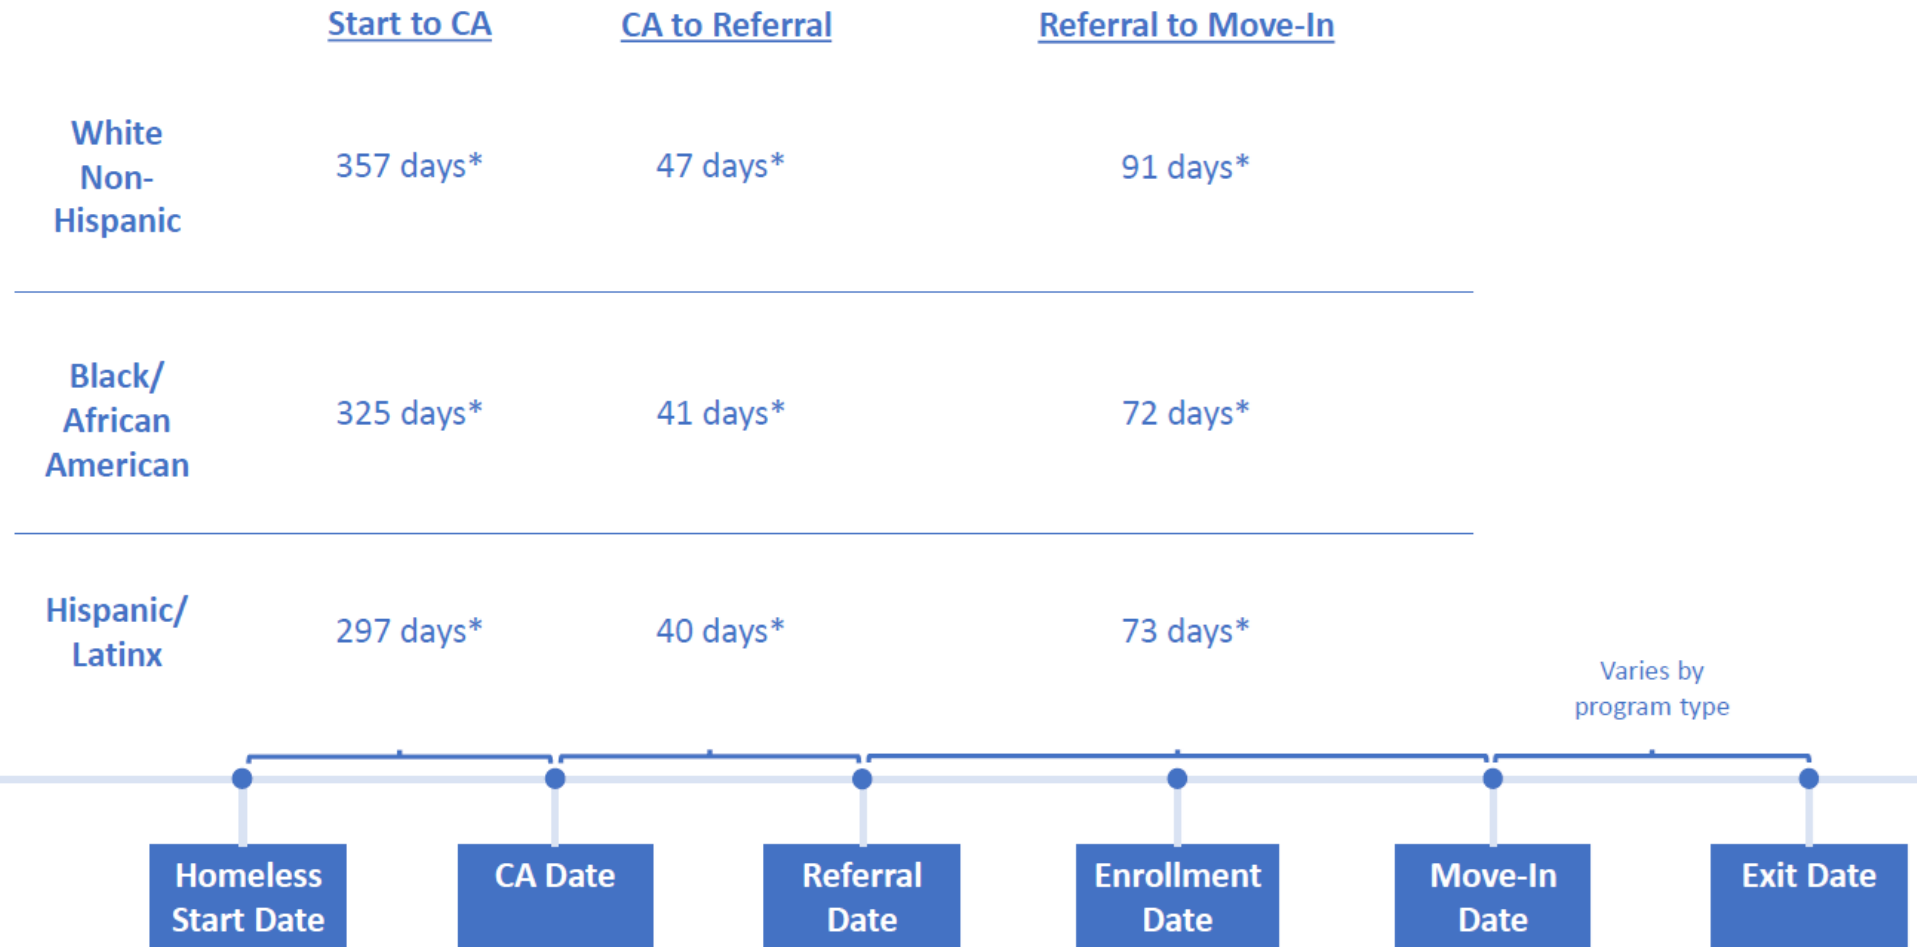 Start to CA CA to Referral Referral to Move-In
White
Non-
Hispanic
357 days* 47 days* 91 days*
Black/
African
American
325 days* 41 days* 72 days*
Hispanic/
Latinx
297 days* 40 days* 73 days*
Varies by
program type
Homeless
Start Date
CA Date
Referral
Date
Enrollment
Date
Move-In
Date
Exit Date